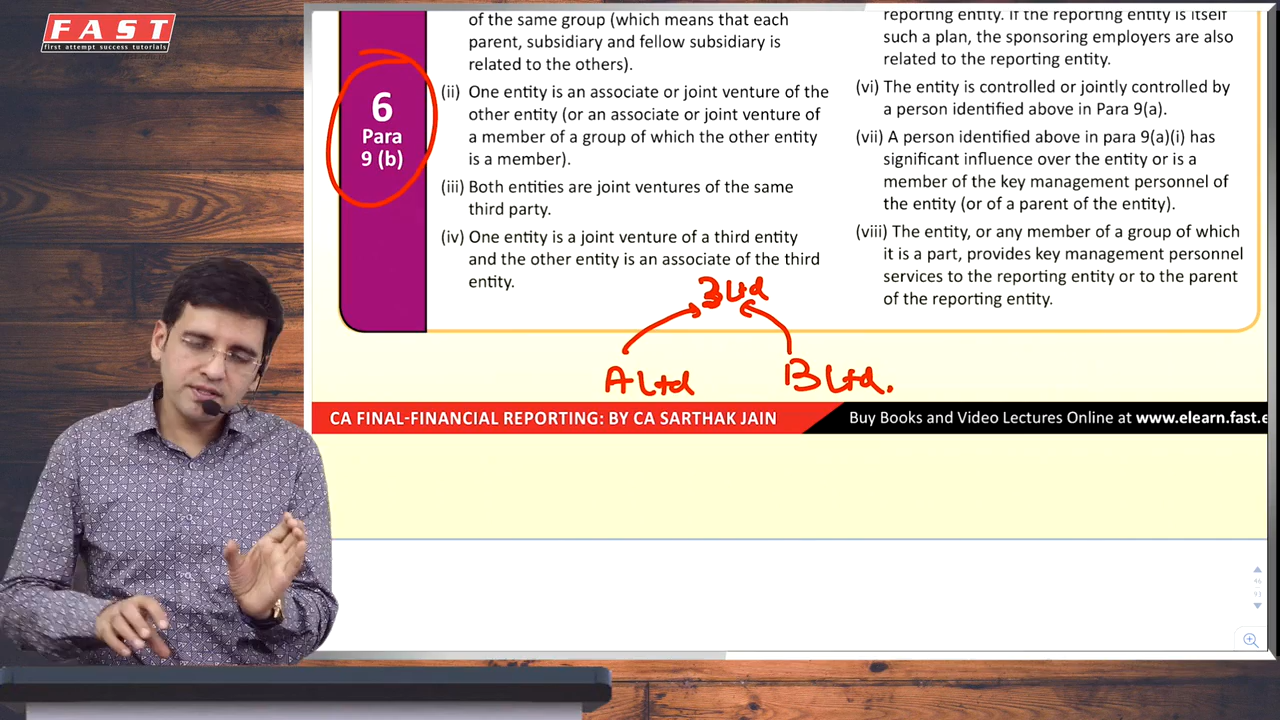 FAST
first attempt success tutorials
6
Para
9 (b)
of the same group (which means that each
parent, subsidiary and fellow subsidiary is
related to the others).
(ii) One entity is an associate or joint venture of the
other entity (or an associate or joint venture of
a member of a group of which the other entity
is a member).
(iii) Both entities are joint ventures of the same
third party.
(iv) One entity is a joint venture of a third entity
and the other entity is an associate of the third
entity.
reporting entity. If the reporting entity is itself
such a plan, the sponsoring employers are also
related to the reporting entity.
(vi) The entity is controlled or jointly controlled by
a person identified above in Para 9(a).
(vii) A person identified above in para 9(a)(i) has
significant influence over the entity or is a
member of the key management personnel of
the entity (or of a parent of the entity).
(viii) The entity, or any member of a group of which
it is a part, provides key management personnel
services to the reporting entity or to the parent
of the reporting entity.
Ltd
A Ltd
B Ltd.
CA FINAL-FINANCIAL REPORTING: BY CA SARTHAK JAIN
Buy Books and Video Lectures Online at www.elearn.fast.e
46
93